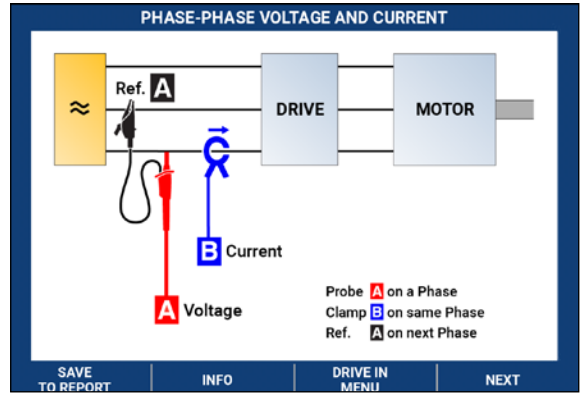 PHASE-PHASE VOLTAGE AND CURRENT
≈
Ref. A
DRIVE
MOTOR
B Current
A Voltage
Probe A on a Phase
Clamp B on same Phase
Ref. A on next Phase
SAVE
TO REPORT
INFO
DRIVE IN
MENU
NEXT